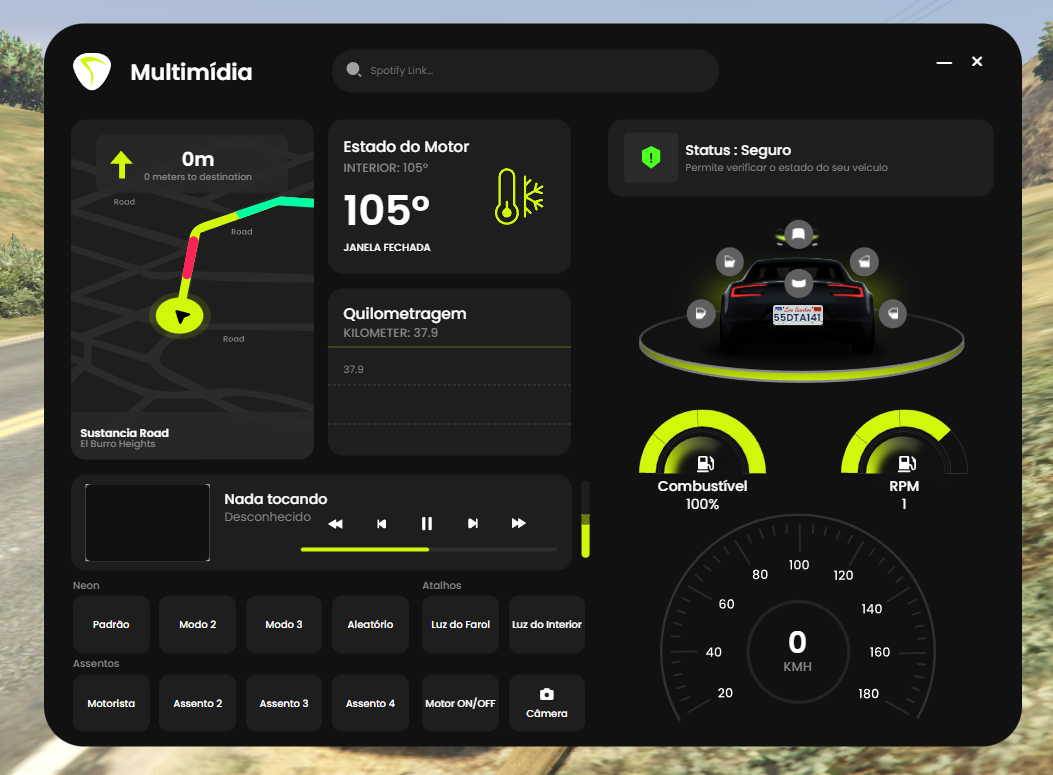 Multimídia
Spotify Link...
0m
0 meters to destination
Road
Road
Road
Sustancia Road
El Burro Heights
Estado do Motor
INTERIOR: 105°
105°
JANELA FECHADA
Quilometragem
KILOMETER: 37.9
37.9
Status : Seguro
Permite verificar o estado do seu veículo
Los Santos
55DTA141
Combustível
100%
RPM
1
Nada tocando
Desconhecido
Neon
Padrão
Modo 2
Modo 3
Aleatório
Atalhos
Luz do Farol
Luz do Interior
Assentos
Motorista
Assento 2
Assento 3
Assento 4
Motor ON/OFF
Câmera
20
40
60
80
100
120
140
160
180
0
KMH